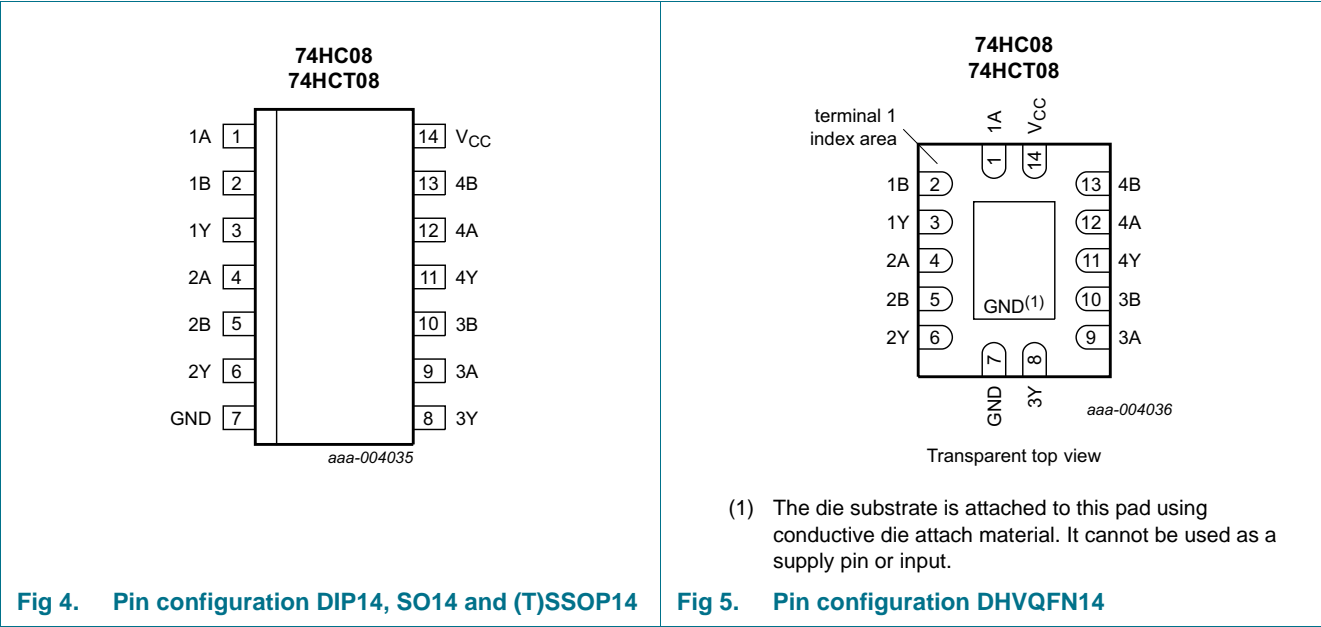 74HC08
74HCT08
1A 1
14 VCC
1B 2
13 4B
1Y 3
12 4A
2A 4
11 4Y
2B 5
10 3B
2Y 6
9 3A
GND 7
8 3Y
aaa-004035
Fig 4. Pin configuration DIP14, SO14 and (T)SSOP14
74HC08
74HCT08
terminal 1
index area
1A
VCC
1
14
1B 2
13 4B
1Y 3
12 4A
2A 4
11 4Y
2B 5
10 3B
GND(1)
2Y 6
9 3A
7
8
GND
3Y
aaa-004036
Transparent top view
(1) The die substrate is attached to this pad using
conductive die attach material. It cannot be used as a
supply pin or input.
Fig 5. Pin configuration DHVQFN14